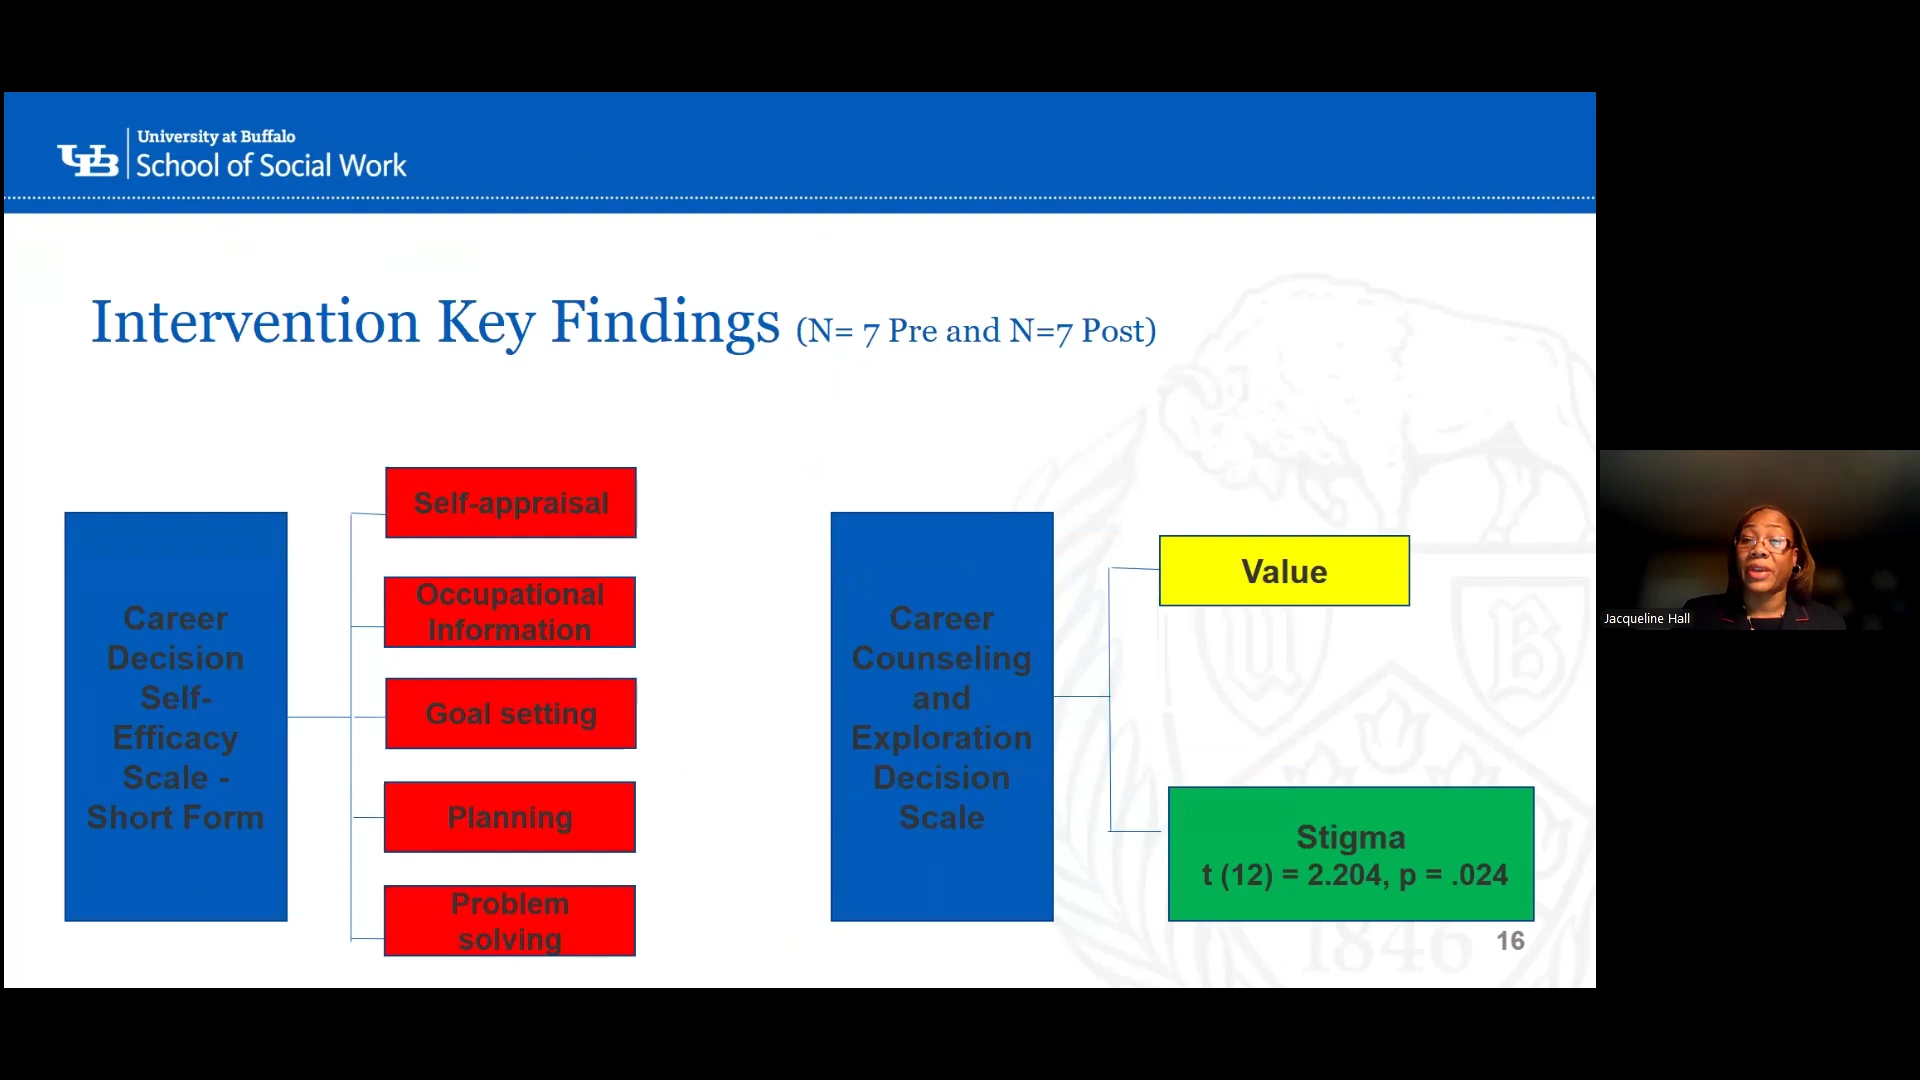 University at Buffalo
School of Social Work
Intervention Key Findings (N= 7 Pre and N=7 Post)
Career
Decision
Self-
Efficacy
Scale -
Short Form
Self-appraisal
Occupational
Information
Goal setting
Planning
Problem
solving
Career
Counseling
and
Exploration
Decision
Scale
Value
Stigma
t (12) = 2.204, p = .024
16
1846
U
B
Jacqueline Hall